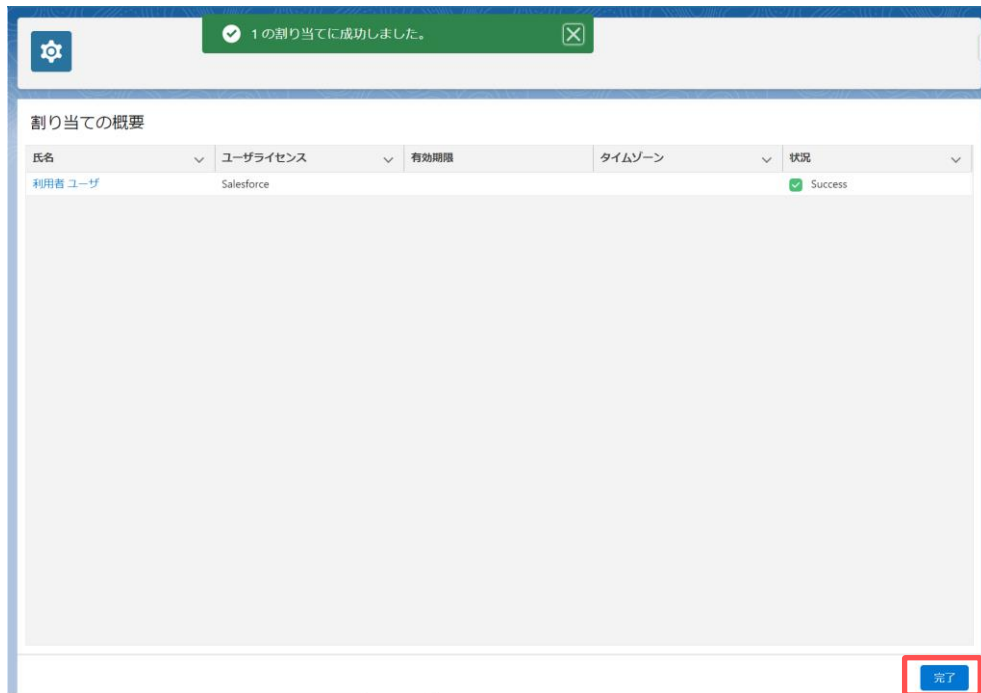 1 の割り当てに成功しました。
割り当ての概要
氏名 ユーザライセンス 有効期限 タイムゾーン 状況
利用者 ユーザ Salesforce Success
完了